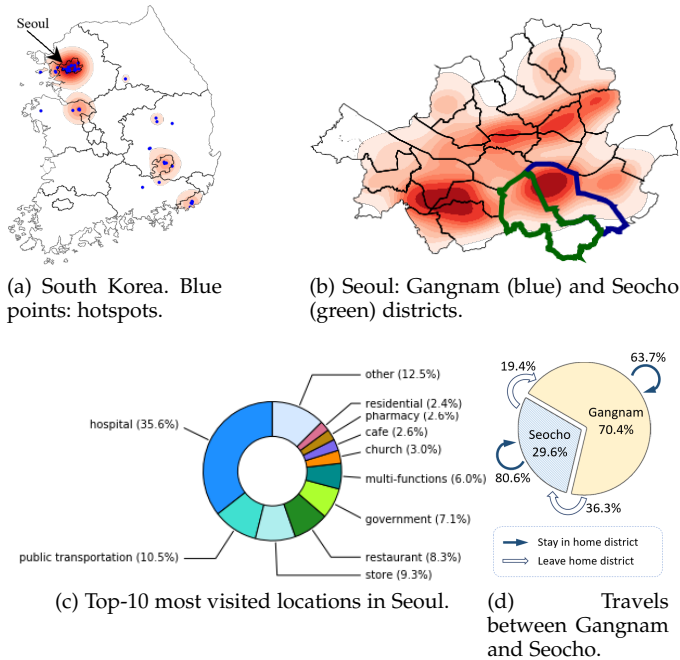 Seoul
(a) South Korea. Blue
points: hotspots.
(b) Seoul: Gangnam (blue) and Seocho
(green) districts.
other (12.5%)
residential (2.4%)
pharmacy (2.6%)
cafe (2.6%)
church (3.0%)
multi-functions (6.0%)
government (7.1%)
restaurant (8.3%)
store (9.3%)
public transportation (10.5%)
hospital (35.6%)
(c) Top-10 most visited locations in Seoul.
19.4%
63.7%
Gangnam
70.4%
Seocho
29.6%
80.6%
36.3%
Stay in home district
Leave home district
(d) Travels
between Gangnam
and Seocho.